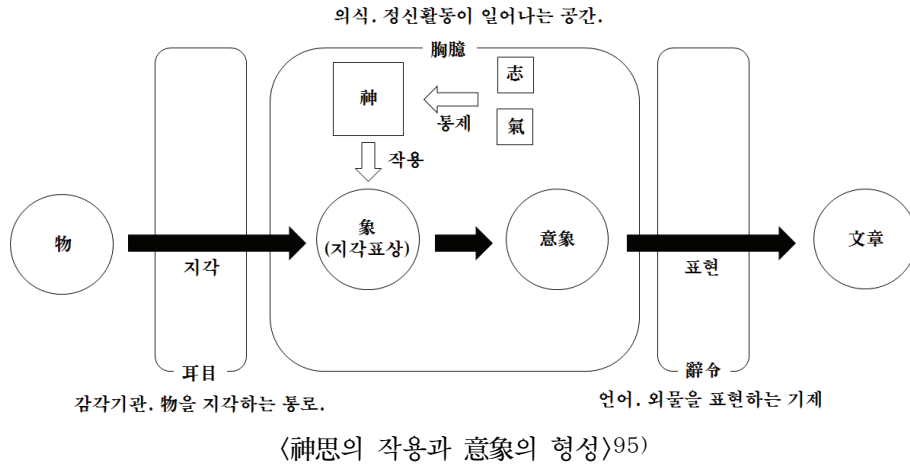 의식. 정신활동이 일어나는 공간.
胸臆
神
志
氣
통제
작용
物
지각
象
(지각표상)
意象
표현
文章
耳目
감각기관. 物을 지각하는 통로.
辭令
언어. 외물을 표현하는 기제
〈神思의 작용과 意象의 형성〉95)